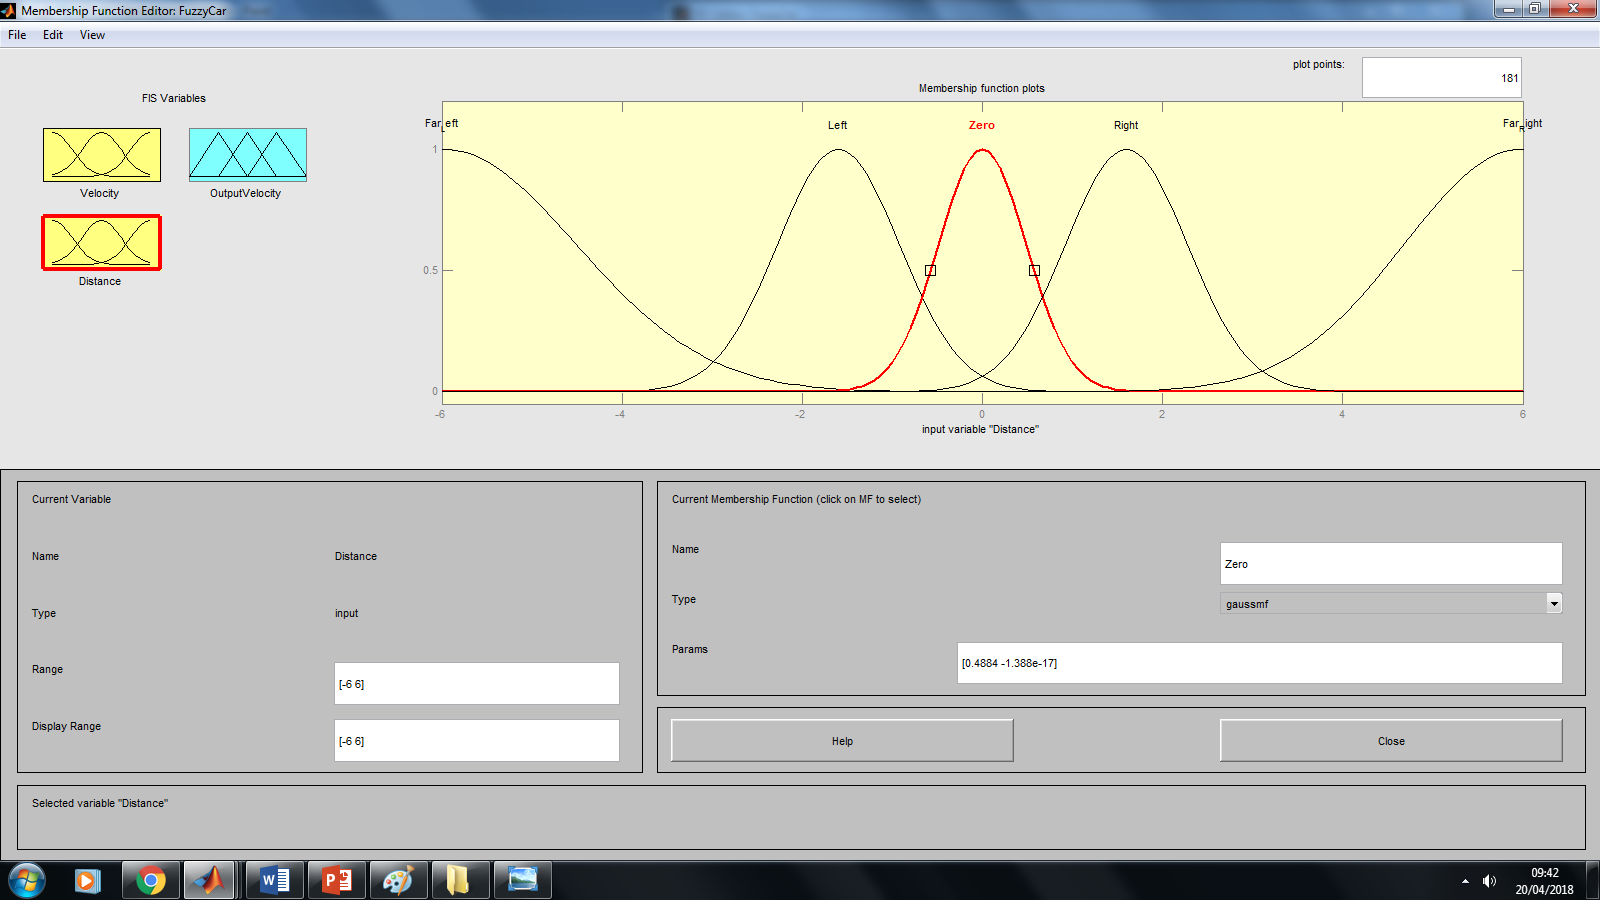 Membership Function Editor: FuzzyCar
File Edit View
plot points: 181
FIS Variables
Membership function plots
Velocity
OutputVelocity
Distance
Far_Left Left Zero Right Far_Right
1
0.5
0
-6 -4 -2 0 2 4 6
input variable "Distance"
Current Variable
Name Distance
Type input
Range [-6 6]
Display Range [-6 6]
Current Membership Function (click on MF to select)
Name Zero
Type gaussmf
Params [0.4884 -1.388e-17]
Help Close
Selected variable "Distance"
09:42
20/04/2018